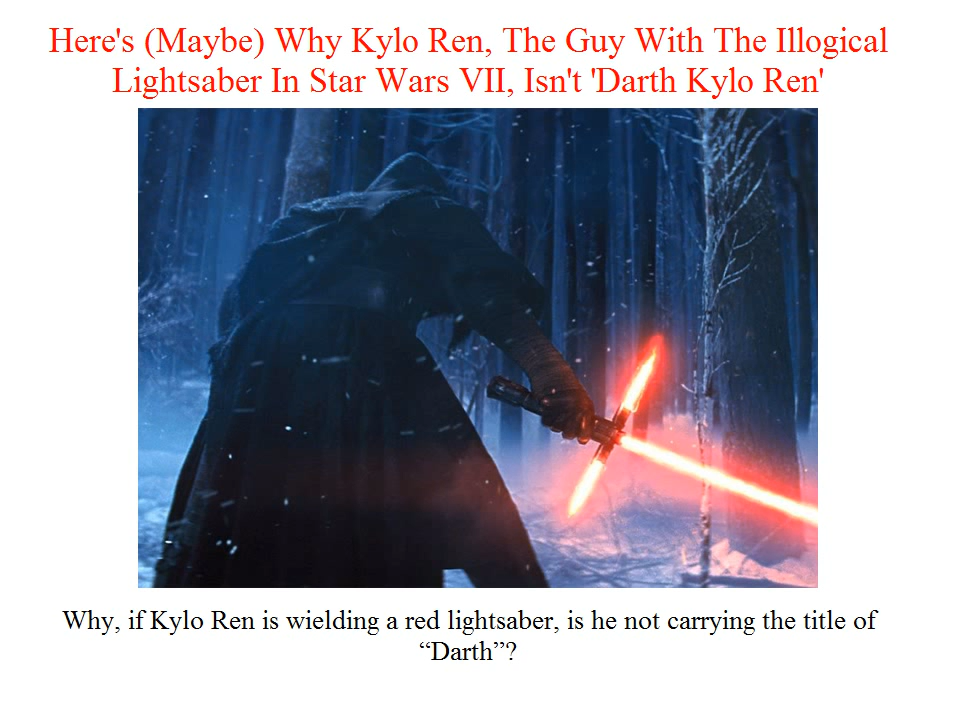 Here's (Maybe) Why Kylo Ren, The Guy With The Illogical
Lightsaber In Star Wars VII, Isn't 'Darth Kylo Ren'
Why, if Kylo Ren is wielding a red lightsaber, is he not carrying the title of
“Darth”?